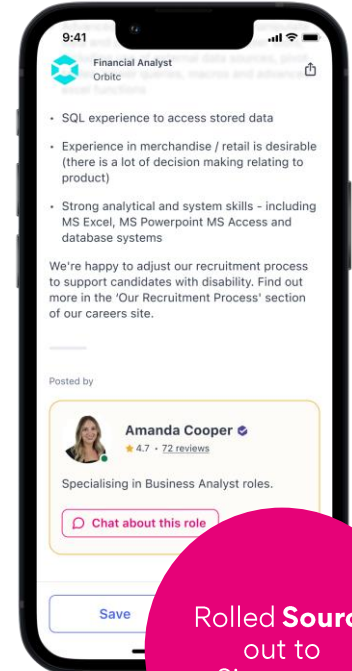 9:41
Financial Analyst
Orbitc
excel functions
• SQL experience to access stored data
• Experience in merchandise / retail is desirable
(there is a lot of decision making relating to
product)
• Strong analytical and system skills - including
MS Excel, MS Powerpoint MS Access and
database systems
We're happy to adjust our recruitment process
to support candidates with disability. Find out
more in the 'Our Recruitment Process' section
of our careers site.
Posted by
Amanda Cooper
4.7 • 72 reviews
Specialising in Business Analyst roles.
Chat about this role
Save
Rolled Sourc
out to